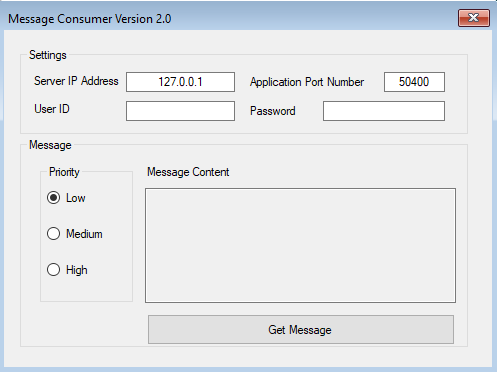 Message Consumer Version 2.0
Settings
Server IP Address 127.0.0.1 Application Port Number 50400
User ID Password
Message
Priority Message Content
Low
Medium
High
Get Message